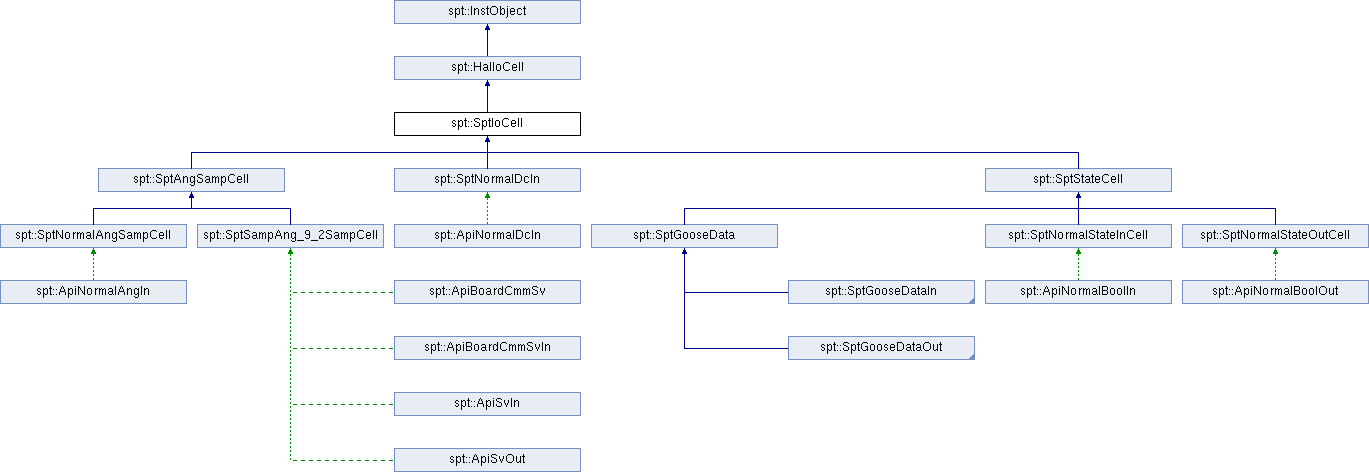 spt::InstObject
spt::HalloCell
spt::SptIoCell
spt::SptAngSampCell
spt::SptNormalDcIn
spt::SptStateCell
spt::SptNormalAngSampCell
spt::SptSampAng_9_2SampCell
spt::ApiNormalDcIn
spt::SptGooseData
spt::SptNormalStateInCell
spt::SptNormalStateOutCell
spt::ApiNormalAngIn
spt::ApiBoardCmmSv
spt::SptGooseDataIn
spt::ApiNormalBoolIn
spt::ApiNormalBoolOut
spt::ApiBoardCmmSvIn
spt::SptGooseDataOut
spt::ApiSvIn
spt::ApiSvOut